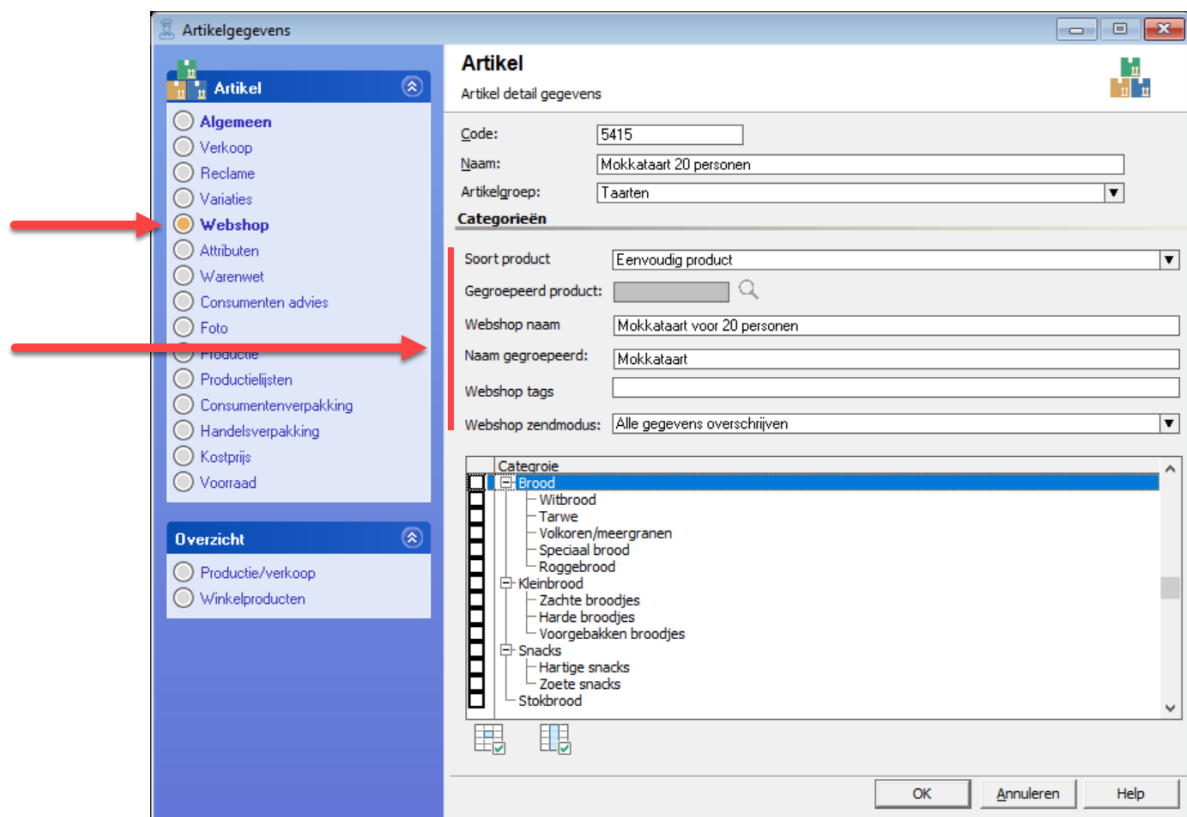 Artikelgegevens
Artikel
Algemeen
Verkoop
Reclame
Variaties
Webshop
Attributen
Warenwet
Consumenten advies
Foto
Productie
Productielijsten
Consumentenverpakking
Handelsverpakking
Kostprijs
Voorraad
Overzicht
Productie/verkoop
Winkelproducten
Artikel
Artikel detail gegevens
Code: 5415
Naam: Mokkataart 20 personen
Artikelgroep: Taarten
Categorieën
Soort product Eenvoudig product
Gegroepeerd product:
Webshop naam Mokkataart voor 20 personen
Naam gegroepeerd: Mokkataart
Webshop tags
Webshop zendmodus: Alle gegevens overschrijven
Categroie
Brood
Witbrood
Tarwe
Volkoren/meergranen
Speciaal brood
Roggebrood
Kleinbrood
Zachte broodjes
Harde broodjes
Voorgebakken broodjes
Snacks
Hartige snacks
Zoete snacks
Stokbrood
OK Annuleren Help